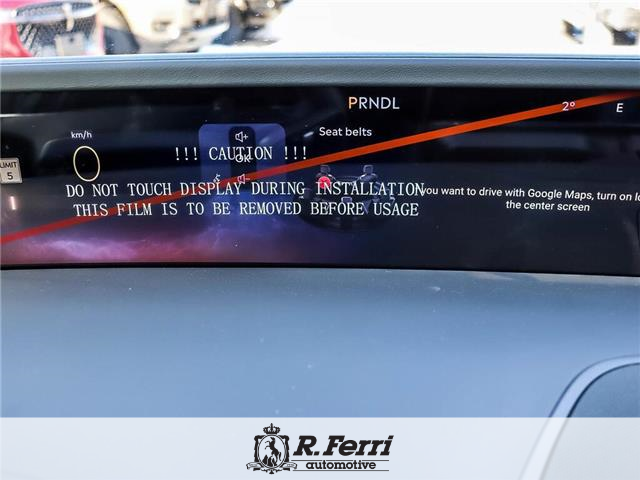 PRNDL
2°
E
km/h
Seat belts
LIMIT
5
OK
!!! CAUTION !!!
DO NOT TOUCH DISPLAY DURING INSTALLATION
THIS FILM IS TO BE REMOVED BEFORE USAGE
you want to drive with Google Maps, turn on
the center screen
R. Ferri
automotive